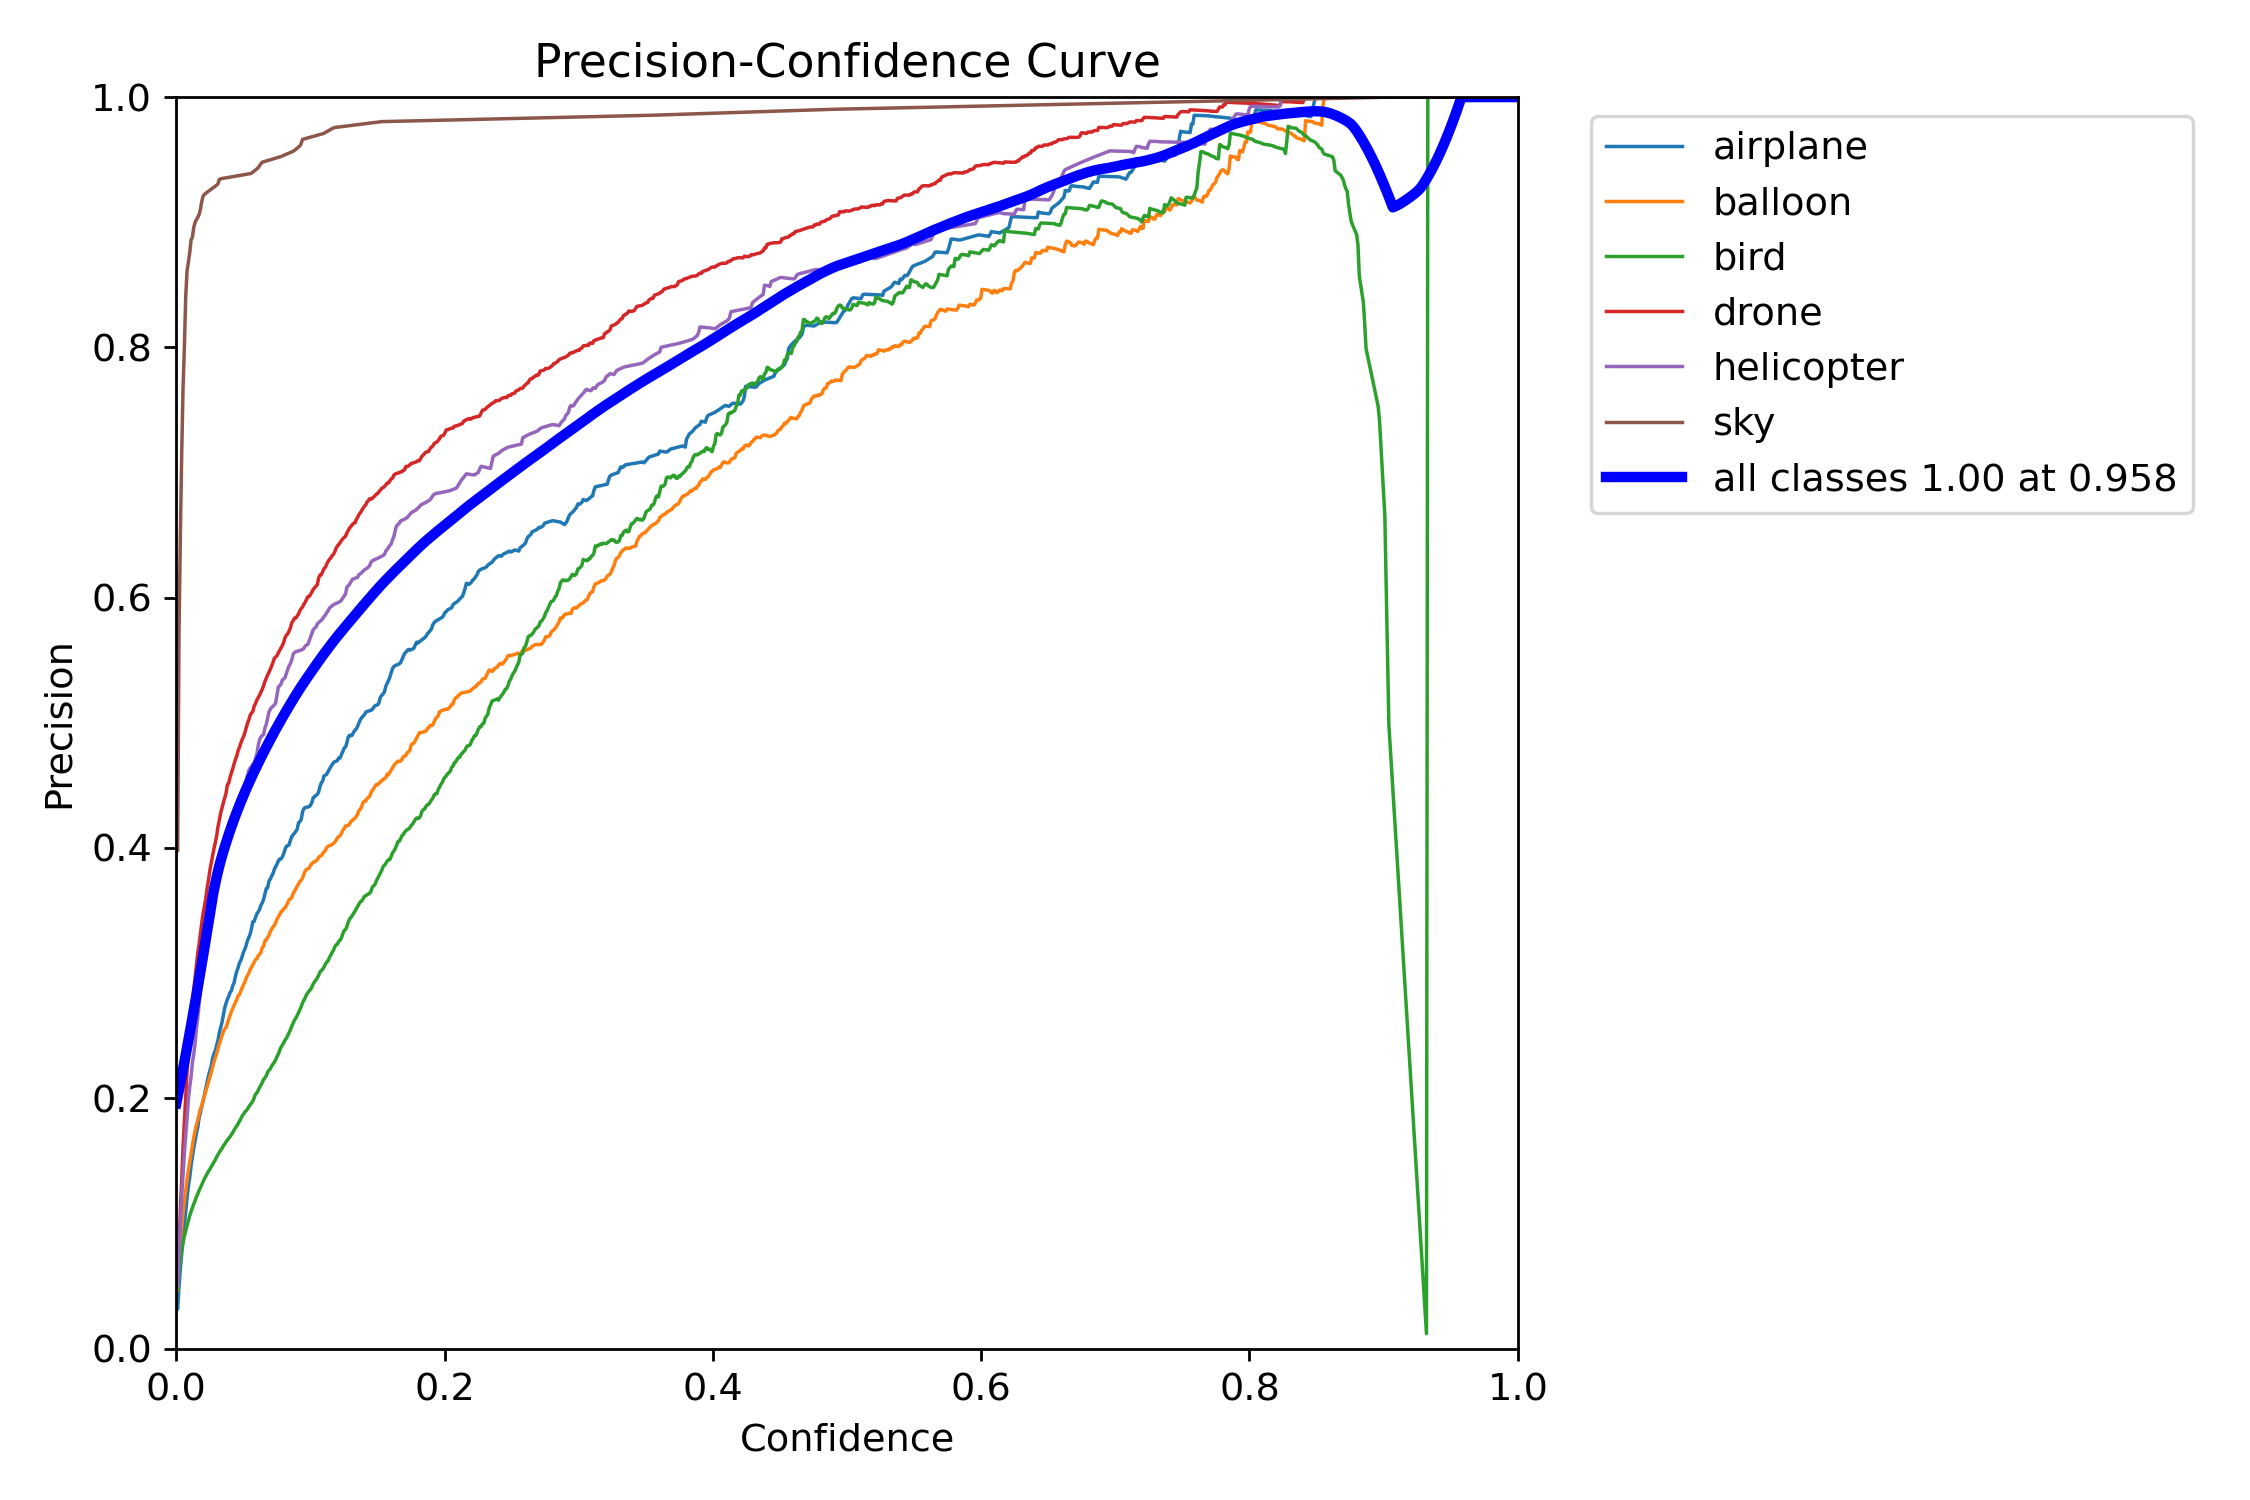 Precision-Confidence Curve
1.0
0.8
0.6
0.4
0.2
0.0
Precision
0.0 0.2 0.4 0.6 0.8 1.0
Confidence
airplane
balloon
bird
drone
helicopter
sky
all classes 1.00 at 0.958